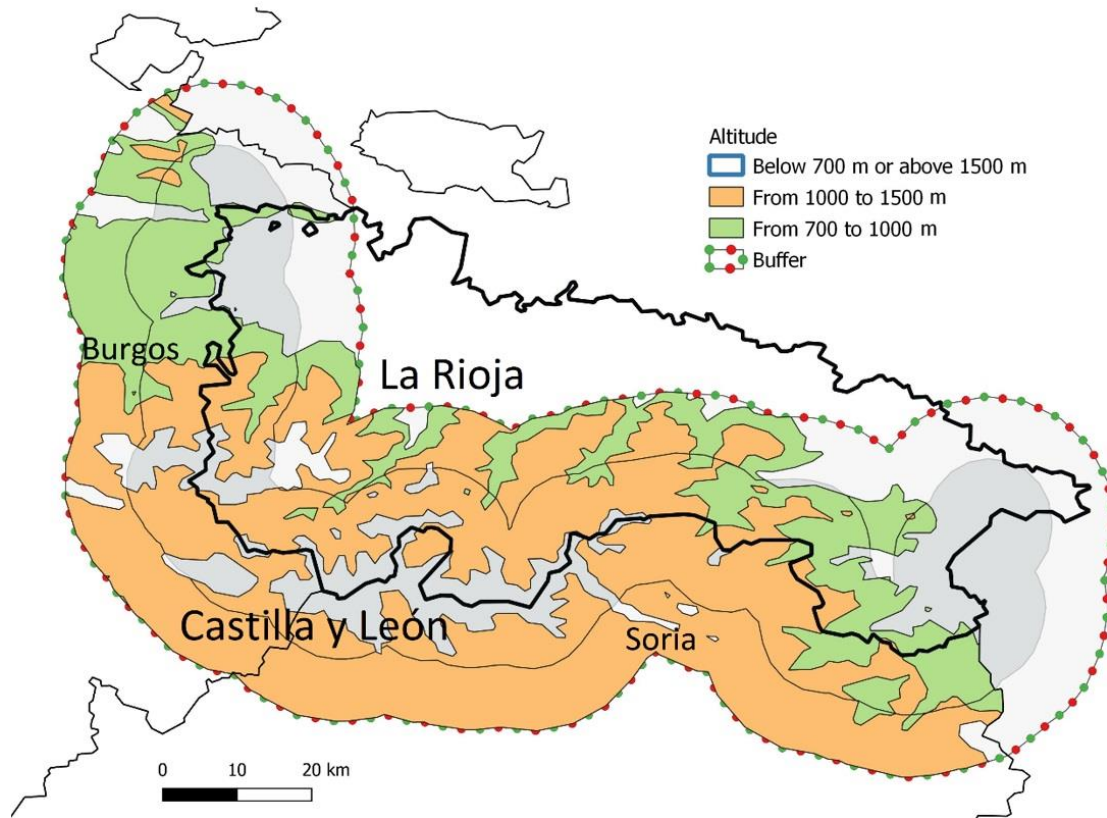 Altitude
Below 700 m or above 1500 m
From 1000 to 1500 m
From 700 to 1000 m
Buffer
Burgos
La Rioja
Castilla y León
Soria
0 10 20 km